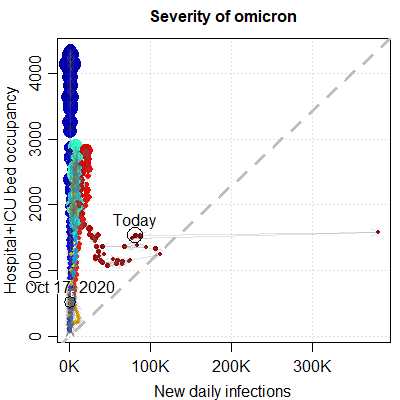 Severity of omicron
Hospital+ICU bed occupancy
4000
3000
2000
1000
0
Today
Oct 17, 2020
0K
100K
200K
300K
New daily infections